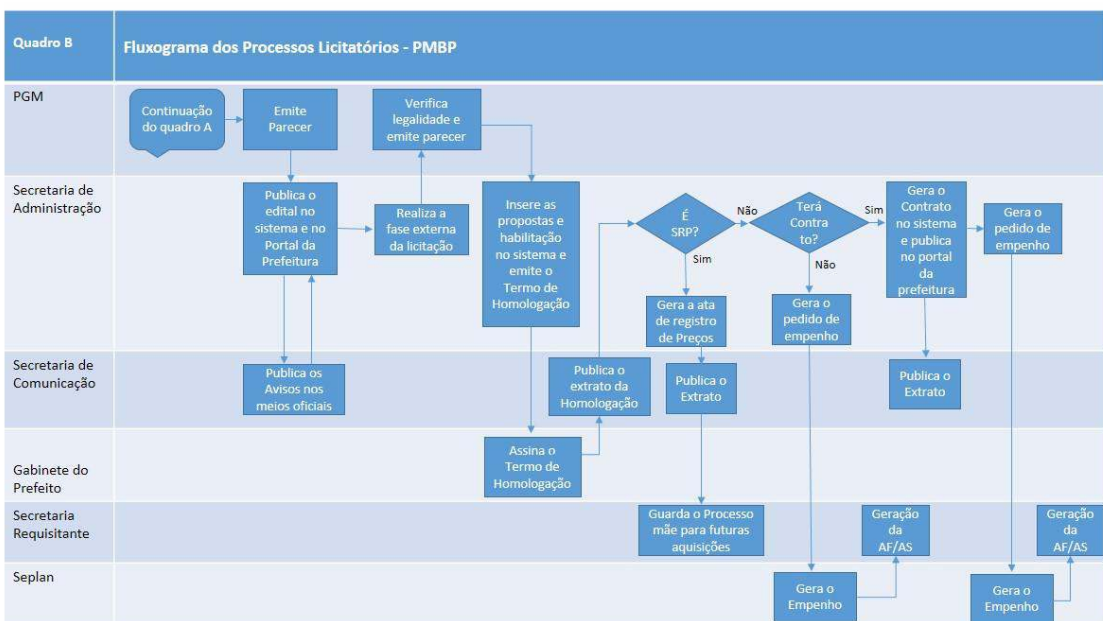 Quadro B
Fluxograma dos Processos Licitatórios - PMBP
PGM
Continuação
do quadro A
Emite
Parecer
Verifica
legalidade e
emite parecer
Secretaria de
Administração
Publica o
edital no
sistema e no
Portal da
Prefeitura
Realiza a
fase externa
da licitação
Insere as
propostas e
habilitação
no sistema e
emite o
Termo de
Homologação
É
SRP?
Não
Sim
Terá
Contra
to?
Sim
Não
Gera o
Contrato
no sistema
e publica
no portal
da
prefeitura
Gera o
pedido de
empenho
Gera a ata
de registro
de Preços
Gera o
pedido de
empenho
Secretaria de
Comunicação
Publica os
Avisos nos
meios oficiais
Publica o
extrato da
Homologação
Publica o
Extrato
Publica o
Extrato
Gabinete do
Prefeito
Assina o
Termo de
Homologação
Secretaria
Requisitante
Guarda o Processo
mãe para futuras
aquisições
Geração
da
AF/AS
Geração
da
AF/AS
Seplan
Gera o
Empenho
Gera o
Empenho